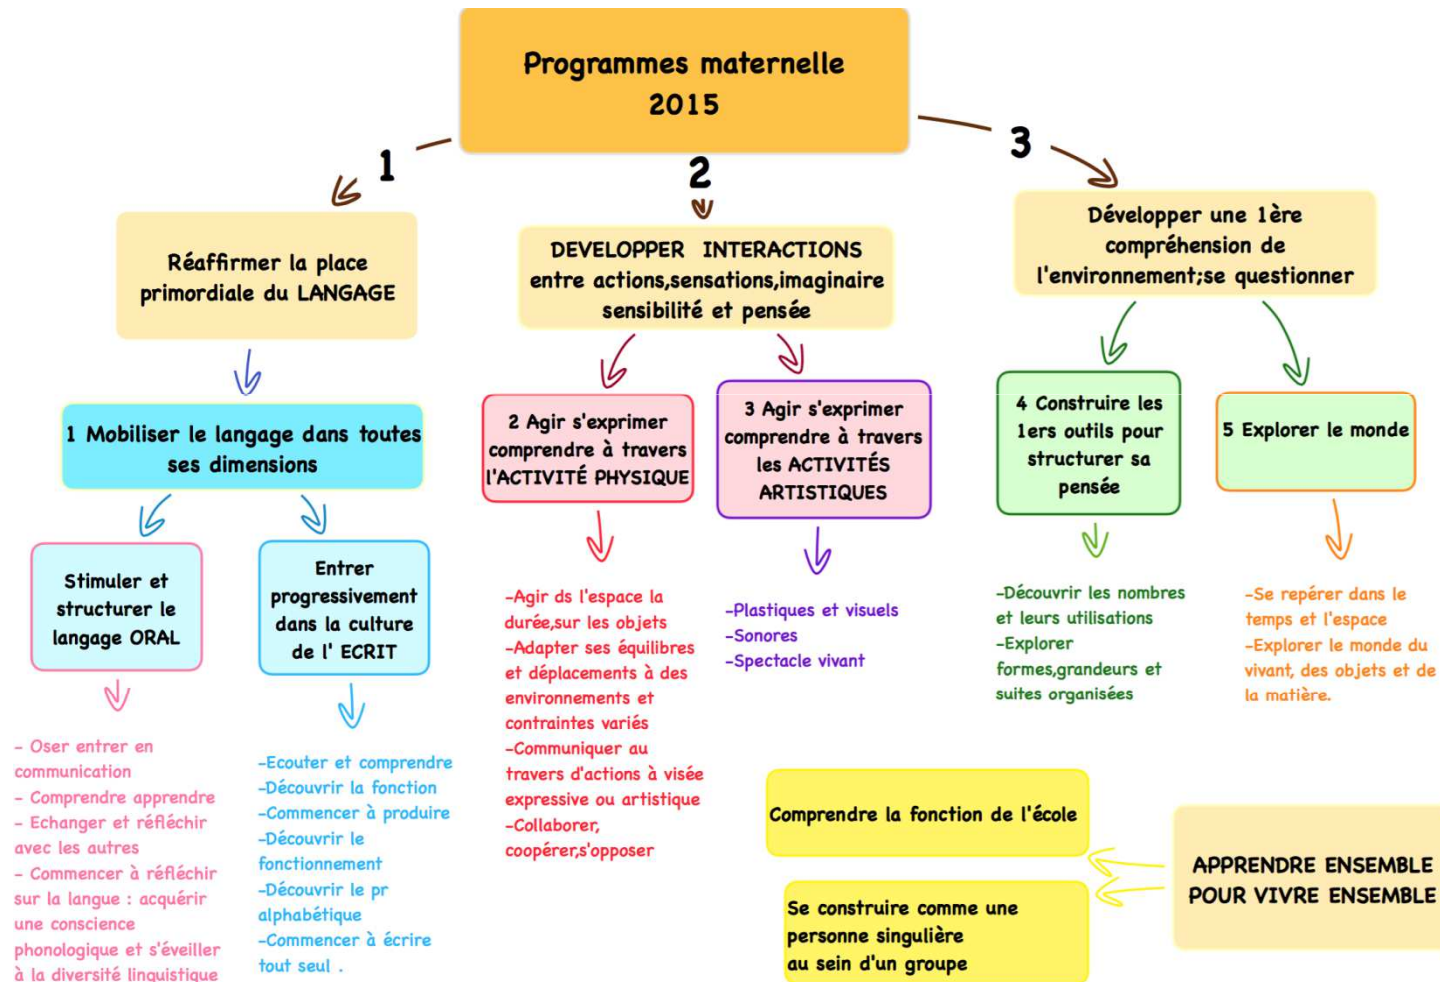 Programmes maternelle
2015
1
2
3
Réaffirmer la place
primordiale du LANGAGE
DEVELOPPER INTERACTIONS
entre actions,sensations,imaginaire
sensibilité et pensée
Développer une 1ère
compréhension de
l'environnement;se questionner
1 Mobiliser le langage dans toutes
ses dimensions
2 Agir s'exprimer
comprendre à travers
l'ACTIVITÉ PHYSIQUE
3 Agir s'exprimer
comprendre à travers
les ACTIVITÉS
ARTISTIQUES
4 Construire les
1ers outils pour
structurer sa
pensée
5 Explorer le monde
Stimuler et
structurer le
langage ORAL
Entrer
progressivement
dans la culture
de l' ECRIT
- Oser entrer en
communication
- Comprendre apprendre
- Echanger et réfléchir
avec les autres
- Commencer à réfléchir
sur la langue : acquérir
une conscience
phonologique et s'éveiller
à la diversité linguistique
-Ecouter et comprendre
-Découvrir la fonction
-Commencer à produire
-Découvrir le
fonctionnement
-Découvrir le pr
alphabétique
-Commencer à écrire
tout seul .
-Agir ds l'espace la
durée,sur les objets
-Adapter ses équilibres
et déplacements à des
environnements et
contraintes variés
-Communiquer au
travers d'actions à visée
expressive ou artistique
-Collaborer,
coopérer,s'opposer
-Plastiques et visuels
-Sonores
-Spectacle vivant
-Découvrir les nombres
et leurs utilisations
-Explorer
formes,grandeurs et
suites organisées
-Se repérer dans le
temps et l'espace
-Explorer le monde du
vivant, des objets et de
la matière.
Comprendre la fonction de l'école
Se construire comme une
personne singulière
au sein d'un groupe
APPRENDRE ENSEMBLE
POUR VIVRE ENSEMBLE